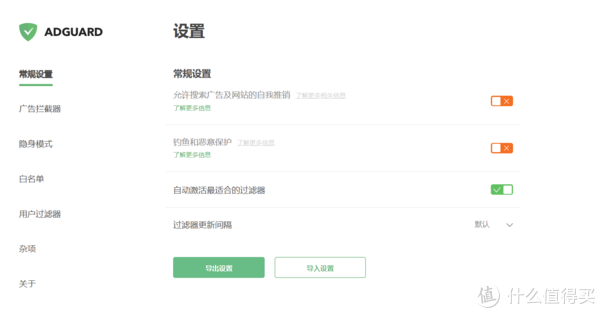 ADGUARD
设置
常规设置
常规设置
允许搜索广告及网站的自我推销 了解更多相关信息
了解更多信息
广告拦截器
钓鱼和恶意保护 了解更多信息
隐身模式
了解更多信息
白名单
自动激活最适合的过滤器
用户过滤器
过滤器更新间隔
默认
杂项
导出设置
导入设置
关于
值 什么值得买